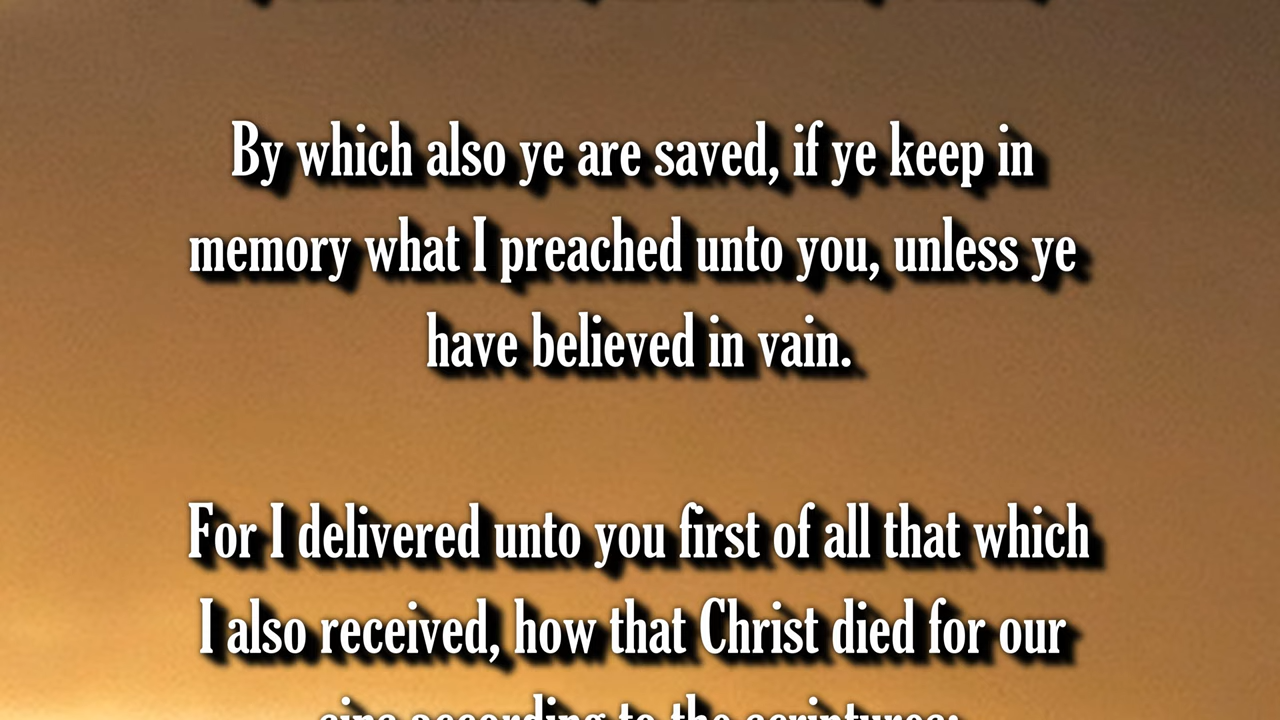 By which also ye are saved, if ye keep in
memory what I preached unto you, unless ye
have believed in vain.
For I delivered unto you first of all that which
I also received, how that Christ died for our
sins according to the scriptures;